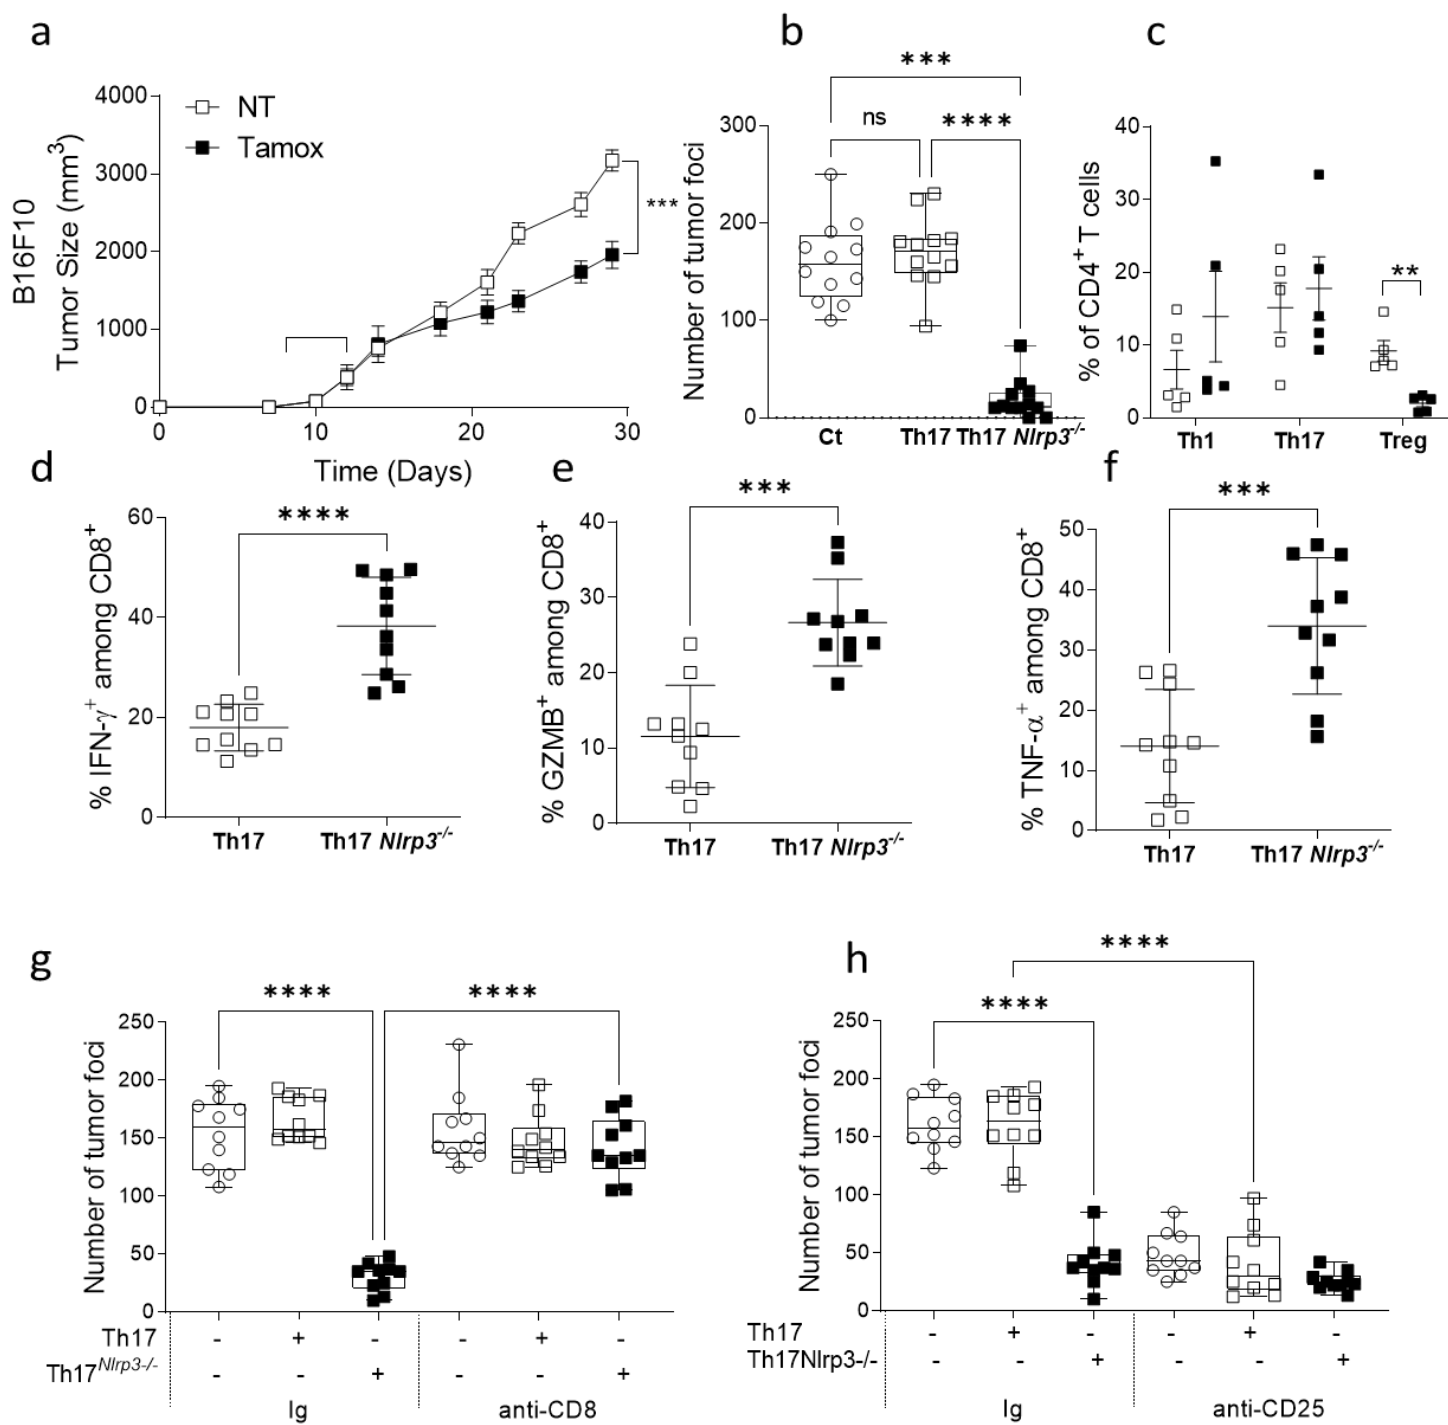 a
B16F10
Tumor Size (mm³)
4000
3000
2000
1000
0
NT
Tamox
***
0
10
20
30
Time (Days)
b
Number of tumor foci
300
200
100
0
***
ns
****
Ct
Th17
Th17 Nlrp3-/-
c
% of CD4+ T cells
40
30
20
10
0
**
Th1
Th17
Treg
d
% IFN-γ+ among CD8+
60
40
20
0
****
Th17
Th17 Nlrp3-/-
e
% GZMB+ among CD8+
40
30
20
10
0
***
Th17
Th17 Nlrp3-/-
f
% TNF-α+ among CD8+
50
40
30
20
10
0
***
Th17
Th17 Nlrp3-/-
g
Number of tumor foci
250
200
150
100
50
0
****
****
Th17 - + - - + -
Th17Nlrp3-/- - - + - - +
Ig
anti-CD8
h
Number of tumor foci
250
200
150
100
50
0
****
****
Th17 - + - - + -
Th17Nlrp3-/- - - + - - +
Ig
anti-CD25